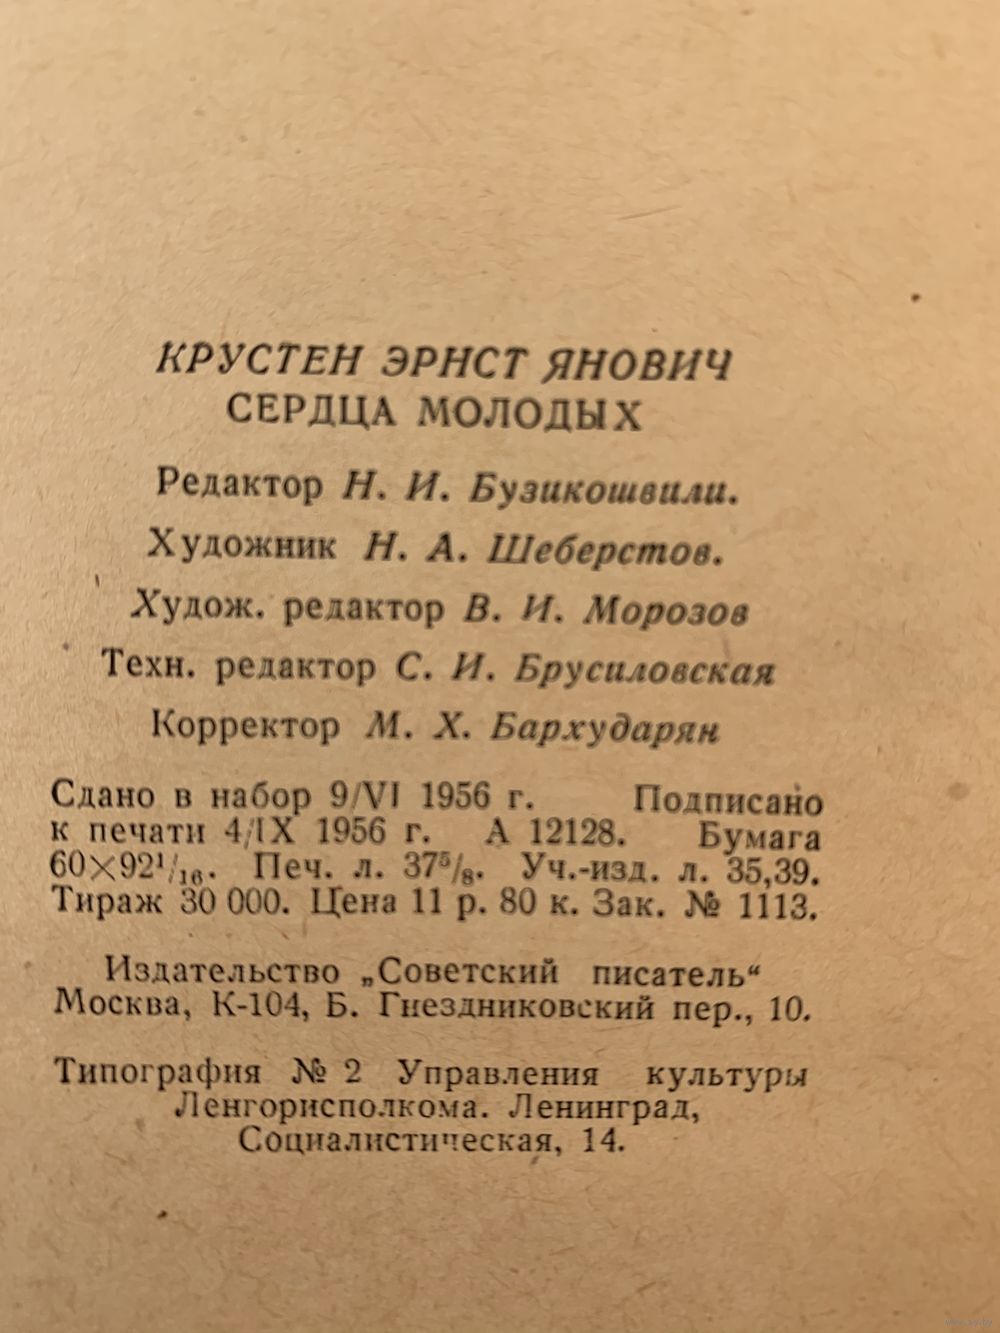 КРУСТЕН ЭРНСТ ЯНОВИЧ
СЕРДЦА МОЛОДЫХ
Редактор Н. И. Бузикошвили.
Художник Н. А. Шеберстов.
Худож. редактор В. И. Морозов
Техн. редактор С. И. Брусиловская
Корректор М. Х. Бархударян
Сдано в набор 9/VI 1956 г. Подписано
к печати 4/IX 1956 г. А 12128. Бумага
60×92¹/₁₆. Печ. л. 37⁵/₈. Уч.-изд. л. 35,39.
Тираж 30 000. Цена 11 р. 80 к. Зак. № 1113.
Издательство „Советский писатель“
Москва, К-104, Б. Гнездниковский пер., 10.
Типография № 2 Управления культуры
Ленгорисполкома. Ленинград,
Социалистическая, 14.